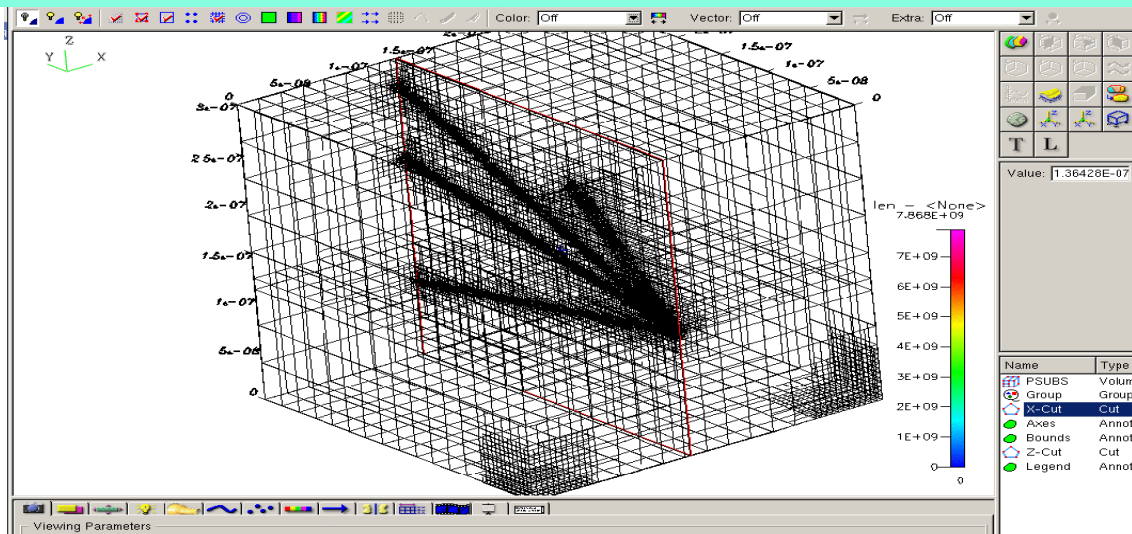 Color: Off Vector: Off Extra: Off
Z
Y X
1.5e-07
1e-07
5e-08
0
3e-07
2.5e-07
2e-07
1.5e-07
1e-07
5e-08
0
1.5e-07
1e-07
5e-08
0
len - <None>
7.868E+09
7E+09
6E+09
5E+09
4E+09
3E+09
2E+09
1E+09
0
0
T L
Value: 1.36428E-07
Name Type
PSUBS Volum
Group Group
X-Cut Cut
Axes Annot
Bounds Annot
Z-Cut Cut
Legend Annot
Viewing Parameters